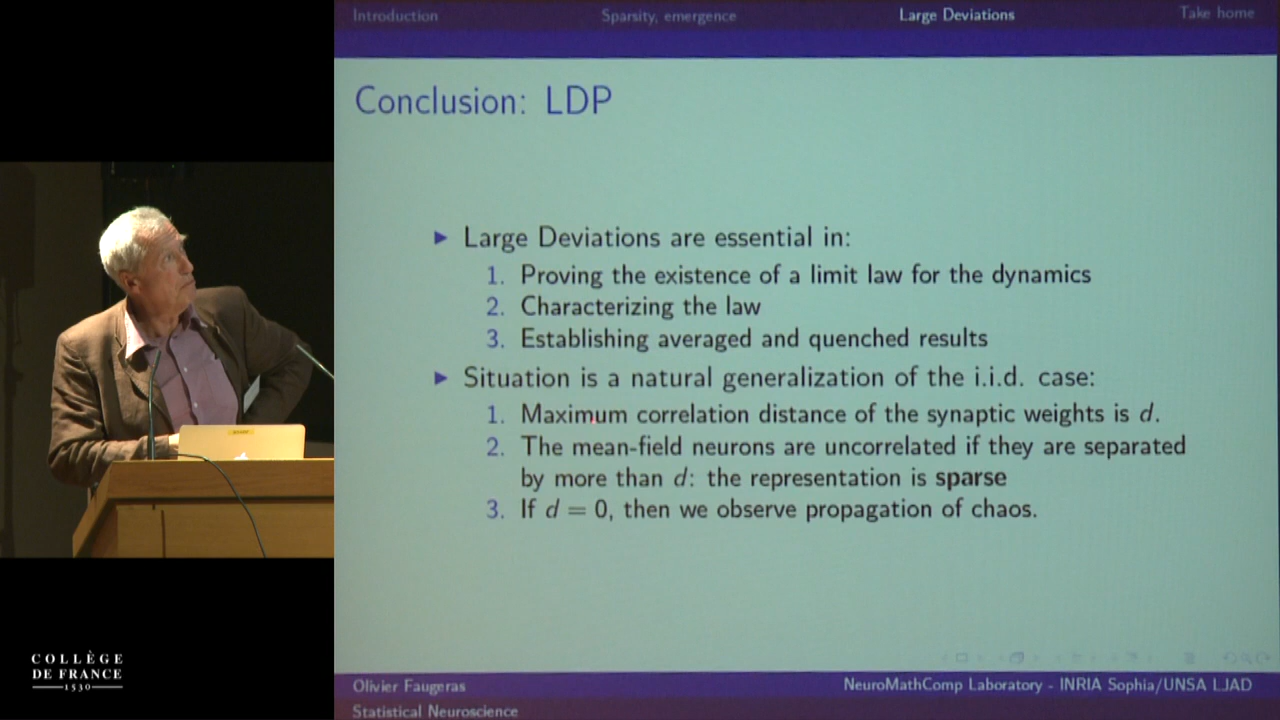 Introduction
Sparsity, emergence
Large Deviations
Take home
Conclusion: LDP
Large Deviations are essential in:
1. Proving the existence of a limit law for the dynamics
2. Characterizing the law
3. Establishing averaged and quenched results
Situation is a natural generalization of the i.i.d. case:
1. Maximum correlation distance of the synaptic weights is d.
2. The mean-field neurons are uncorrelated if they are separated
by more than d: the representation is sparse
3. If d = 0, then we observe propagation of chaos.
COLLÈGE
DE FRANCE
1530
Olivier Faugeras
NeuroMathComp Laboratory - INRIA Sophia/UNSA LJAD
Statistical Neuroscience